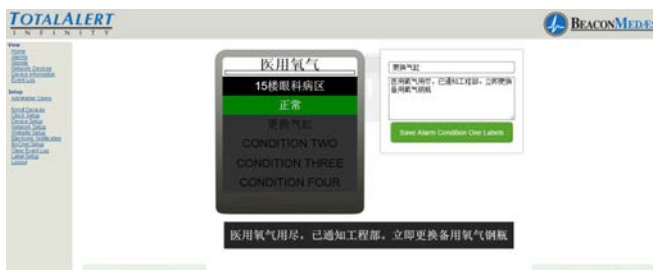 TOTALALERT
INFINITY
BEACONMEDÆS
View
Home
Alarms
Signals
Network Devices
Device Information
Event Log
Setup
Administer Users
Enroll Devices
Clock Setup
Device Setup
Network Setup
Website Setup
Electronic Notification
BACnet Setup
Clear Event Log
Label Setup
Logout
医用氧气
15楼眼科病区
正常
更换气缸
CONDITION TWO
CONDITION THREE
CONDITION FOUR
更换气缸
医用氧气用尽，已通知工程部，立即更换
备用氧气钢瓶
Save Alarm Condition One Labels
医用氧气用尽，已通知工程部，立即更换备用氧气钢瓶